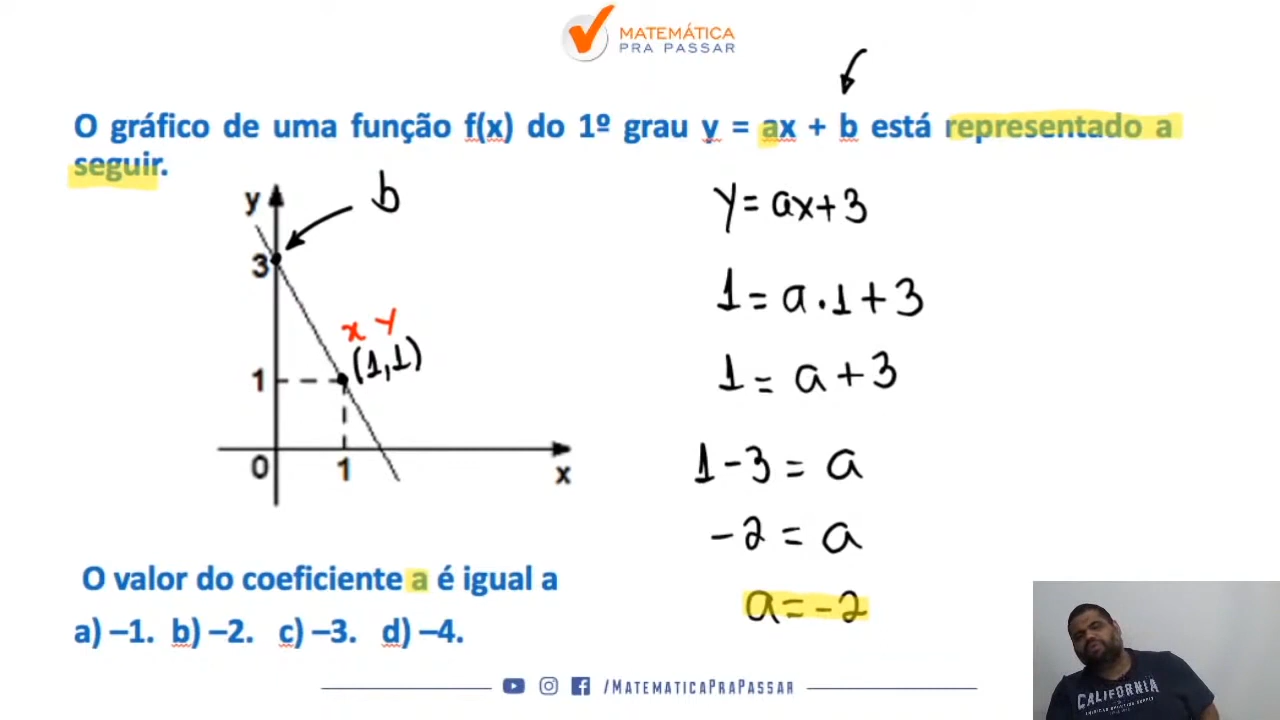 MATEMÁTICA
PRA PASSAR
O gráfico de uma função f(x) do 1º grau y = ax + b está representado a
seguir.
y
b
3
x y
(1,1)
1
0
1
x
y = ax + 3
1 = a . 1 + 3
1 = a + 3
1 - 3 = a
- 2 = a
a = - 2
O valor do coeficiente a é igual a
a) –1. b) –2. c) –3. d) –4.
/MATEMATICAPRAPASSAR
CALIFORNIA